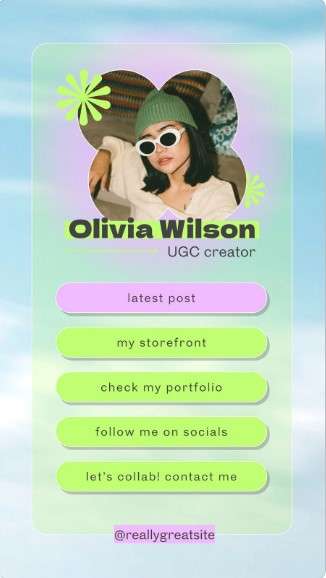 Olivia Wilson
UGC creator
latest post
my storefront
check my portfolio
follow me on socials
let's collab! contact me
@reallygreatsite